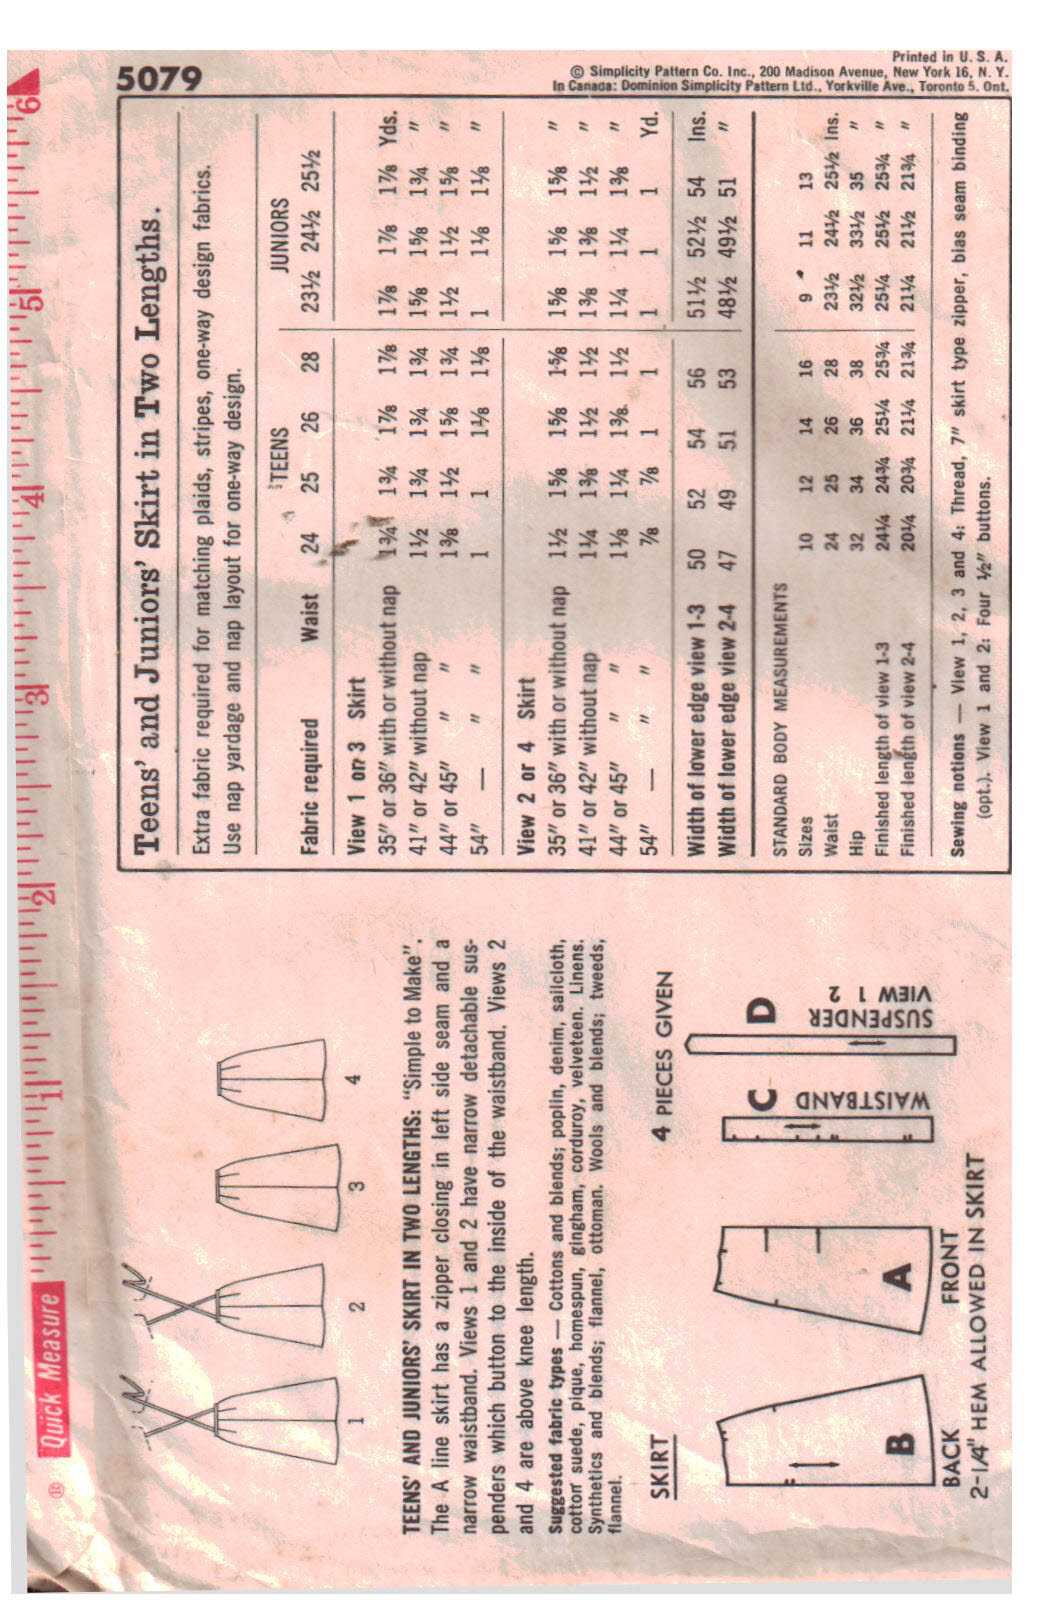 5079
Printed in U. S. A.
© Simplicity Pattern Co. Inc., 200 Madison Avenue, New York 16, N. Y.
In Canada: Dominion Simplicity Pattern Ltd., Yorkville Ave., Toronto 5. Ont.
® Quick Measure 1 2 3 4 5 6
1 2 3 4
TEENS' AND JUNIORS' SKIRT IN TWO LENGTHS: "Simple to Make".
The A line skirt has a zipper closing in left side seam and a
narrow waistband. Views 1 and 2 have narrow detachable sus-
penders which button to the inside of the waistband. Views 2
and 4 are above knee length.
Suggested fabric types — Cottons and blends; poplin, denim, sailcloth,
cotton suede, pique, homespun, gingham, corduroy, velveteen. Linens.
Synthetics and blends; flannel, ottoman. Wools and blends; tweeds,
flannel.
SKIRT
4 PIECES GIVEN
B
A
C
D
WAISTBAND
SUSPENDER
VIEW 1 2
BACK FRONT
2-1/4" HEM ALLOWED IN SKIRT
Teens' and Juniors' Skirt in Two Lengths.
Extra fabric required for matching plaids, stripes, one-way design fabrics.
Use nap yardage and nap layout for one-way design.
TEENS JUNIORS
Fabric required Waist 24 25 26 28 23½ 24½ 25½
View 1 or 3 Skirt
35" or 36" with or without nap 1¾ 1¾ 1⅞ 1⅞ 1⅞ 1⅞ 1⅞ Yds.
41" or 42" without nap 1½ 1¾ 1¾ 1¾ 1⅝ 1⅝ 1¾ "
44" or 45" " " 1⅜ 1½ 1⅝ 1¾ 1½ 1½ 1⅝ "
54" — " " 1 1 1⅛ 1⅛ 1 1⅛ 1⅛ "
View 2 or 4 Skirt
35" or 36" with or without nap 1½ 1⅝ 1⅝ 1⅝ 1⅝ 1⅝ 1⅝ "
41" or 42" without nap 1¼ 1⅜ 1½ 1½ 1⅜ 1⅜ 1½ "
44" or 45" " " 1⅛ 1¼ 1⅜ 1½ 1¼ 1¼ 1⅜ "
54" — " " ⅞ ⅞ 1 1 1 1 1 Yd.
Width of lower edge view 1-3 50 52 54 56 51½ 52½ 54 Ins.
Width of lower edge view 2-4 47 49 51 53 48½ 49½ 51 "
STANDARD BODY MEASUREMENTS
Sizes 10 12 14 16 9 11 13
Waist 24 25 26 28 23½ 24½ 25½ Ins.
Hip 32 34 36 38 32½ 33½ 35 "
Finished length of view 1-3 24¼ 24¾ 25¼ 25¾ 25¼ 25½ 25¾ "
Finished length of view 2-4 20¼ 20¾ 21¼ 21¾ 21¼ 21½ 21¾ "
Sewing notions — View 1, 2, 3 and 4: Thread, 7" skirt type zipper, bias seam binding
(opt.). View 1 and 2: Four ½" buttons.